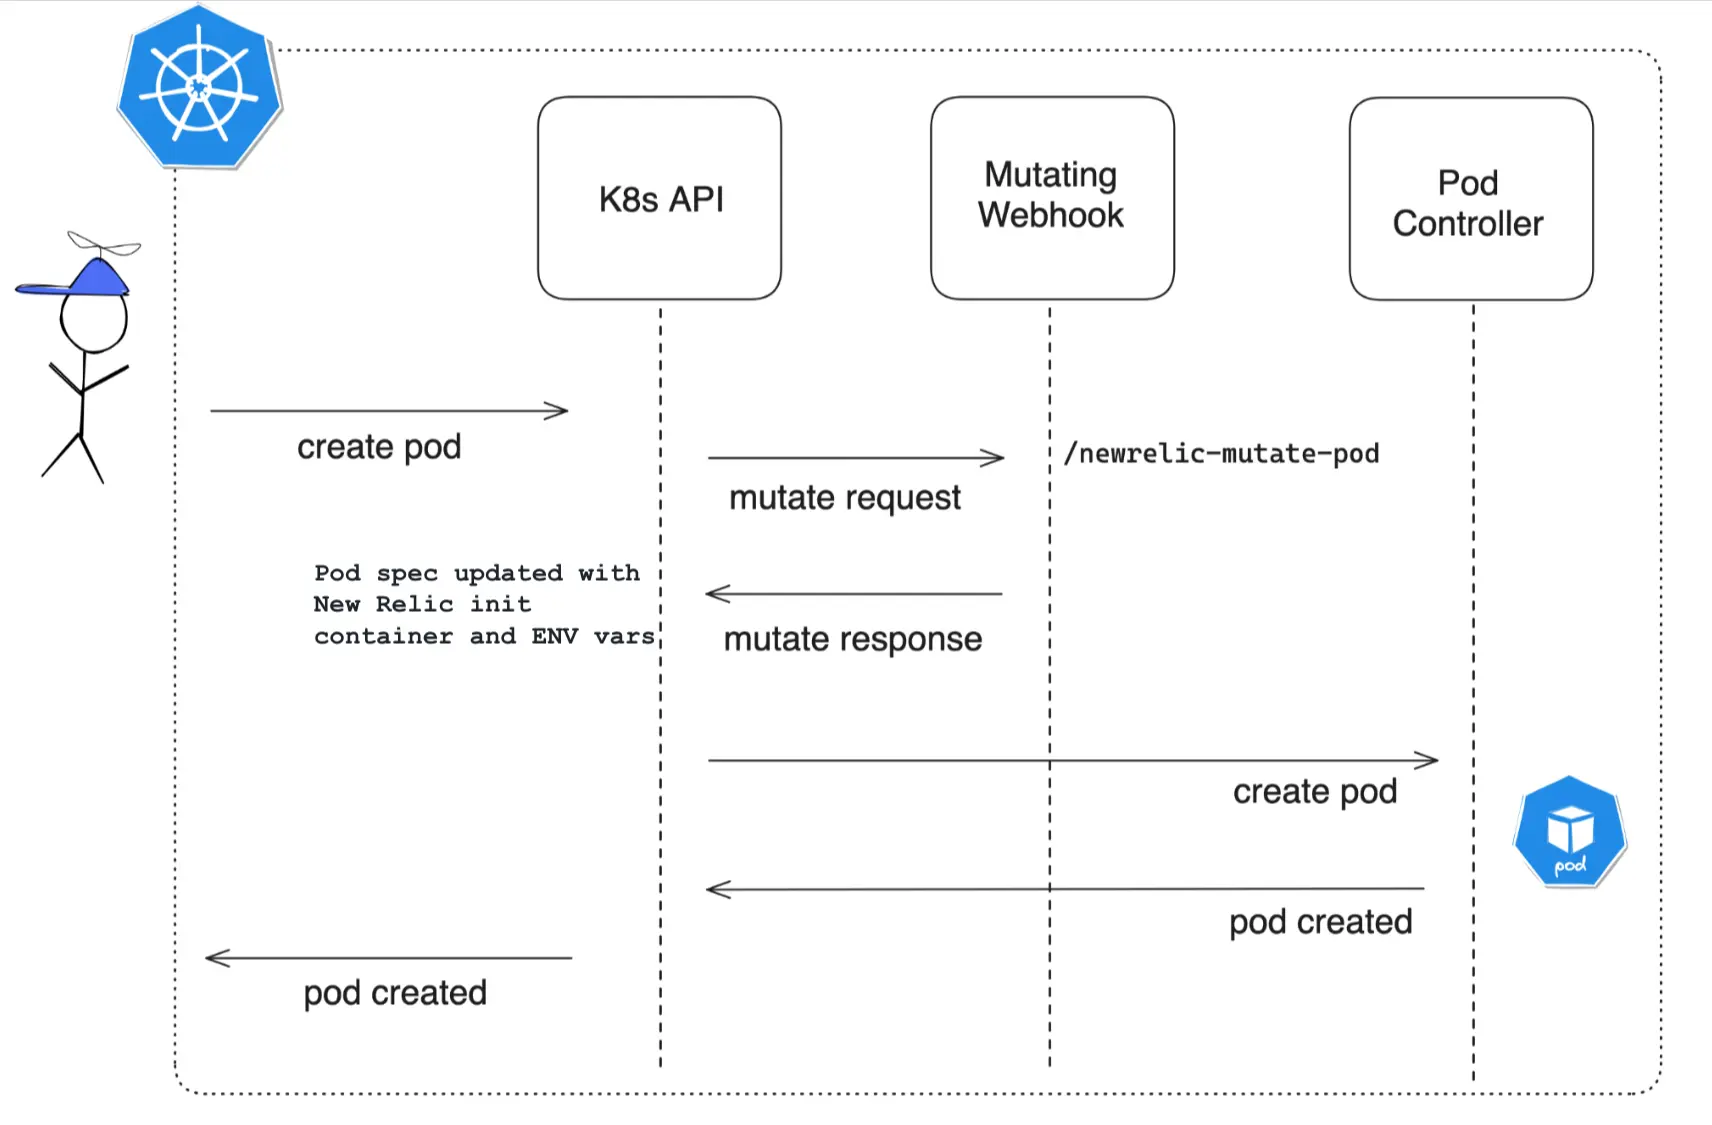 K8s API
Mutating
Webhook
Pod
Controller
create pod
/newrelic-mutate-pod
mutate request
Pod spec updated with
New Relic init
container and ENV vars
mutate response
create pod
pod
pod created
pod created